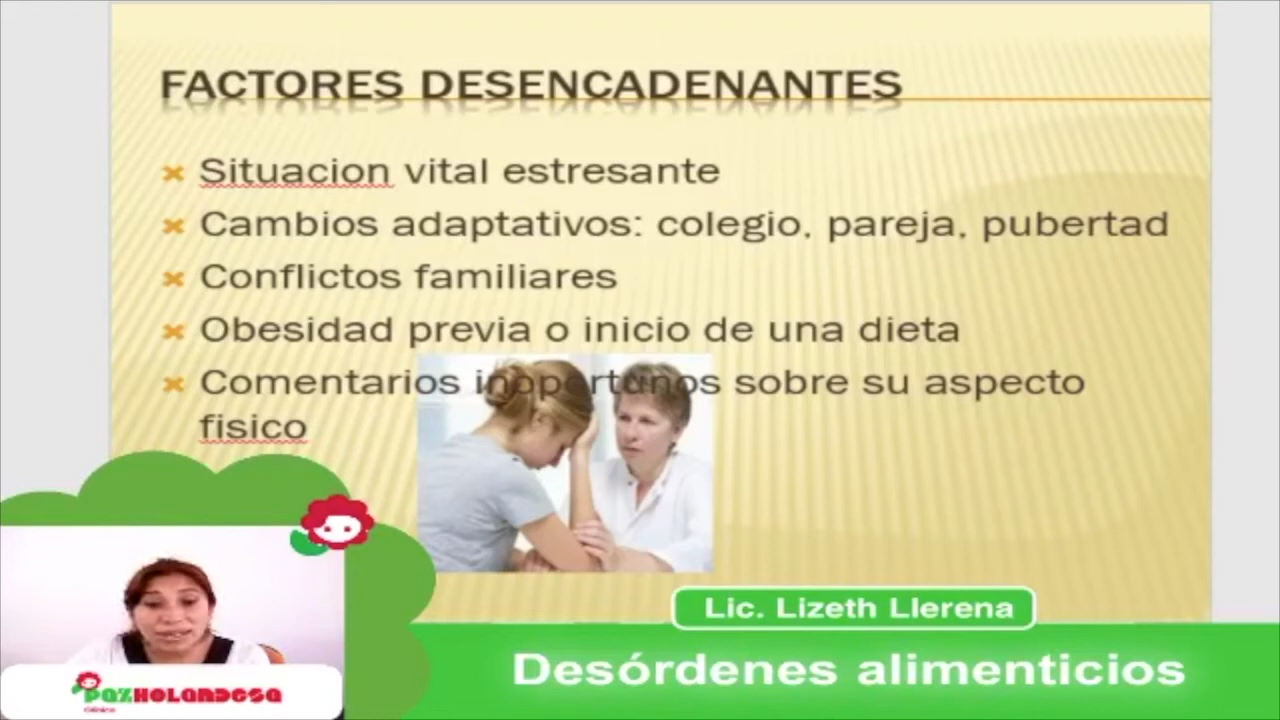 FACTORES DESENCADENANTES
Situacion vital estresante
Cambios adaptativos: colegio, pareja, pubertad
Conflictos familiares
Obesidad previa o inicio de una dieta
Comentarios inoportunos sobre su aspecto
fisico
Lic. Lizeth Llerena
Desórdenes alimenticios
PAZHOLANDESA